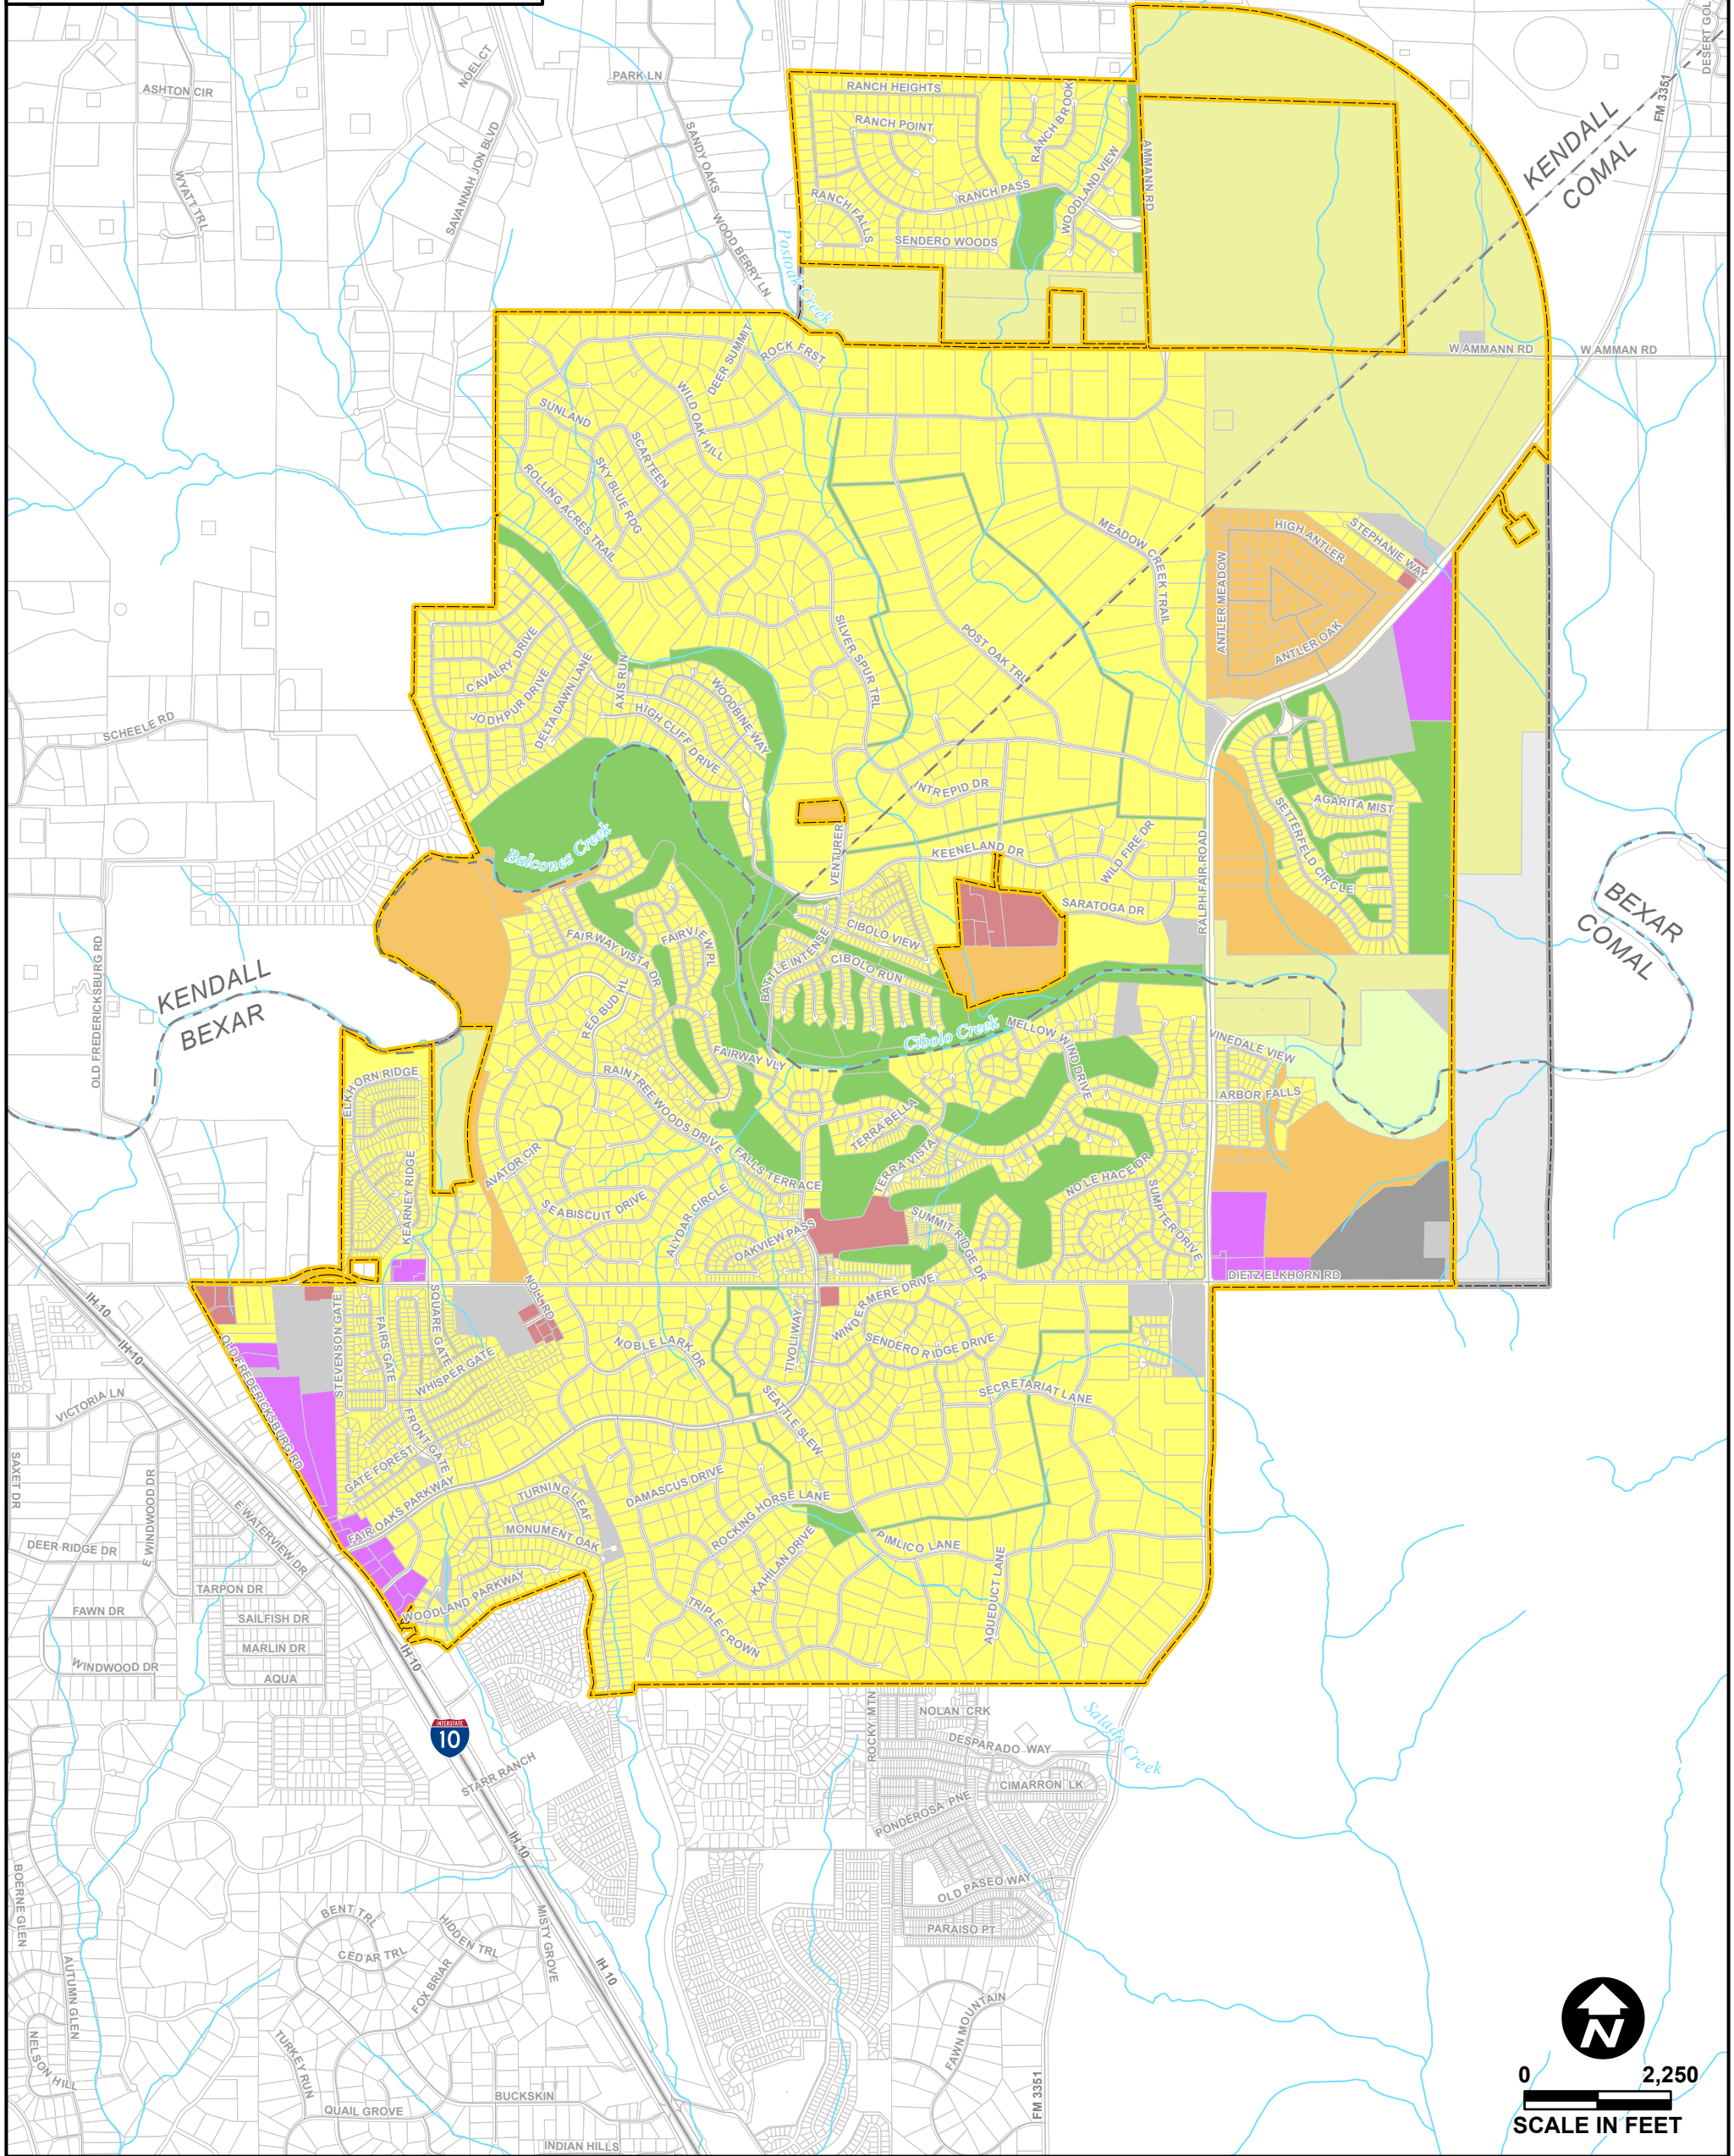 DESERT GOL
NOEL CT
PARK LN
ASHTON CIR
RANCH HEIGHTS
FM 3351
RANCH POINT
RANCH BROOK
KENDALL
COMAL
SANDY OAKS
SAVANNAH JON BLVD
WYATT TRL
AMMANN RD
WOODLAND VIEW
RANCH PASS
RANCH FALLS
SENDERO WOODS
WOOD BERRY LN
Postoak Creek
DEER SUMMIT
ROCK FRST
W AMMANN RD
W AMMAN RD
SUNLAND
WILD OAK HILL
SCARTEEN
SKY BLUE RDG
ROLLING ACRES TRAIL
MEADOW CREEK TRAIL
HIGH ANTLER
STEPHANIE WAY
ANTLER MEADOW
ANTLER OAK
SILVER SPUR TRL
POST OAK TRL
CAVALRY DRIVE
JODHPUR DRIVE
DELTA DAWN LANE
AXIS RUN
HIGH CLIFF DRIVE
WOODBINE WAY
SCHEELE RD
INTREPID DR
AGARITA MIST
SETTERFELD CIRCLE
Balcones Creek
VENTURER
KEENELAND DR
WILD FIRE DR
RALPH FAIR ROAD
SARATOGA DR
BEXAR
COMAL
OLD FREDERICKSBURG RD
FAIRWAY VISTA DR
FAIRVIEW PL
BATTLE INTENSE
CIBOLO VIEW
CIBOLO RUN
KENDALL
BEXAR
RED BUD HL
Cibolo Creek
MELLOW WIND DRIVE
VINEDALE VIEW
FAIRWAY VLY
ELKHORN RIDGE
RAINTREE WOODS DRIVE
ARBOR FALLS
TERRA BELLA
TERRA VISTA
KEARNEY RIDGE
AVATOR CIR
FALLS TERRACE
NO LE HACE DR
SEABISCUIT DRIVE
ALYDAR CIRCLE
SUMPTER DRIVE
OAKVIEW PASS
SUMMIT RIDGE DR
DIETZ ELKHORN RD
IH 10
IH 10
NOLL RD
WINDERMERE DRIVE
STEVENSON GATE
FAIRS GATE
SQUARE GATE
OLD FREDERICKSBURG RD
TIVOLI WAY
NOBLE LARK DR
SENDERO RIDGE DRIVE
WHISPER GATE
SECRETARIAT LANE
VICTORIA LN
SEATTLE SLEW
FRONT GATE
GATE FOREST
SAXET DR
E WINDWOOD DR
DAMASCUS DRIVE
TURNING LEAF
FAIR OAKS PARKWAY
ROCKING HORSE LANE
E WATERVIEW DR
MONUMENT OAK
PIMLICO LANE
DEER RIDGE DR
KAHILAN DRIVE
TARPON DR
WOODLAND PARKWAY
AQUEDUCT LANE
FAWN DR
SAILFISH DR
TRIPLE CROWN
MARLIN DR
WINDWOOD DR
IH 10
AQUA
ROCKY MTN
NOLAN CRK
Salado Creek
INTERSTATE
10
DESPARADO WAY
STARR RANCH
CIMARRON LK
PONDEROSA PNE
IH 10
BOERNE GLEN
OLD PASEO WAY
BENT TRL
HIDDEN TRL
MISTY GROVE
PARAISO PT
CEDAR TRL
IH 10
AUTUMN GLEN
FOX BRIAR
FAWN MOUNTAIN
NELSON HILL
TURKEY RUN
N
0 2,250
SCALE IN FEET
BUCKSKIN
QUAIL GROVE
FM 3351
INDIAN HILLS